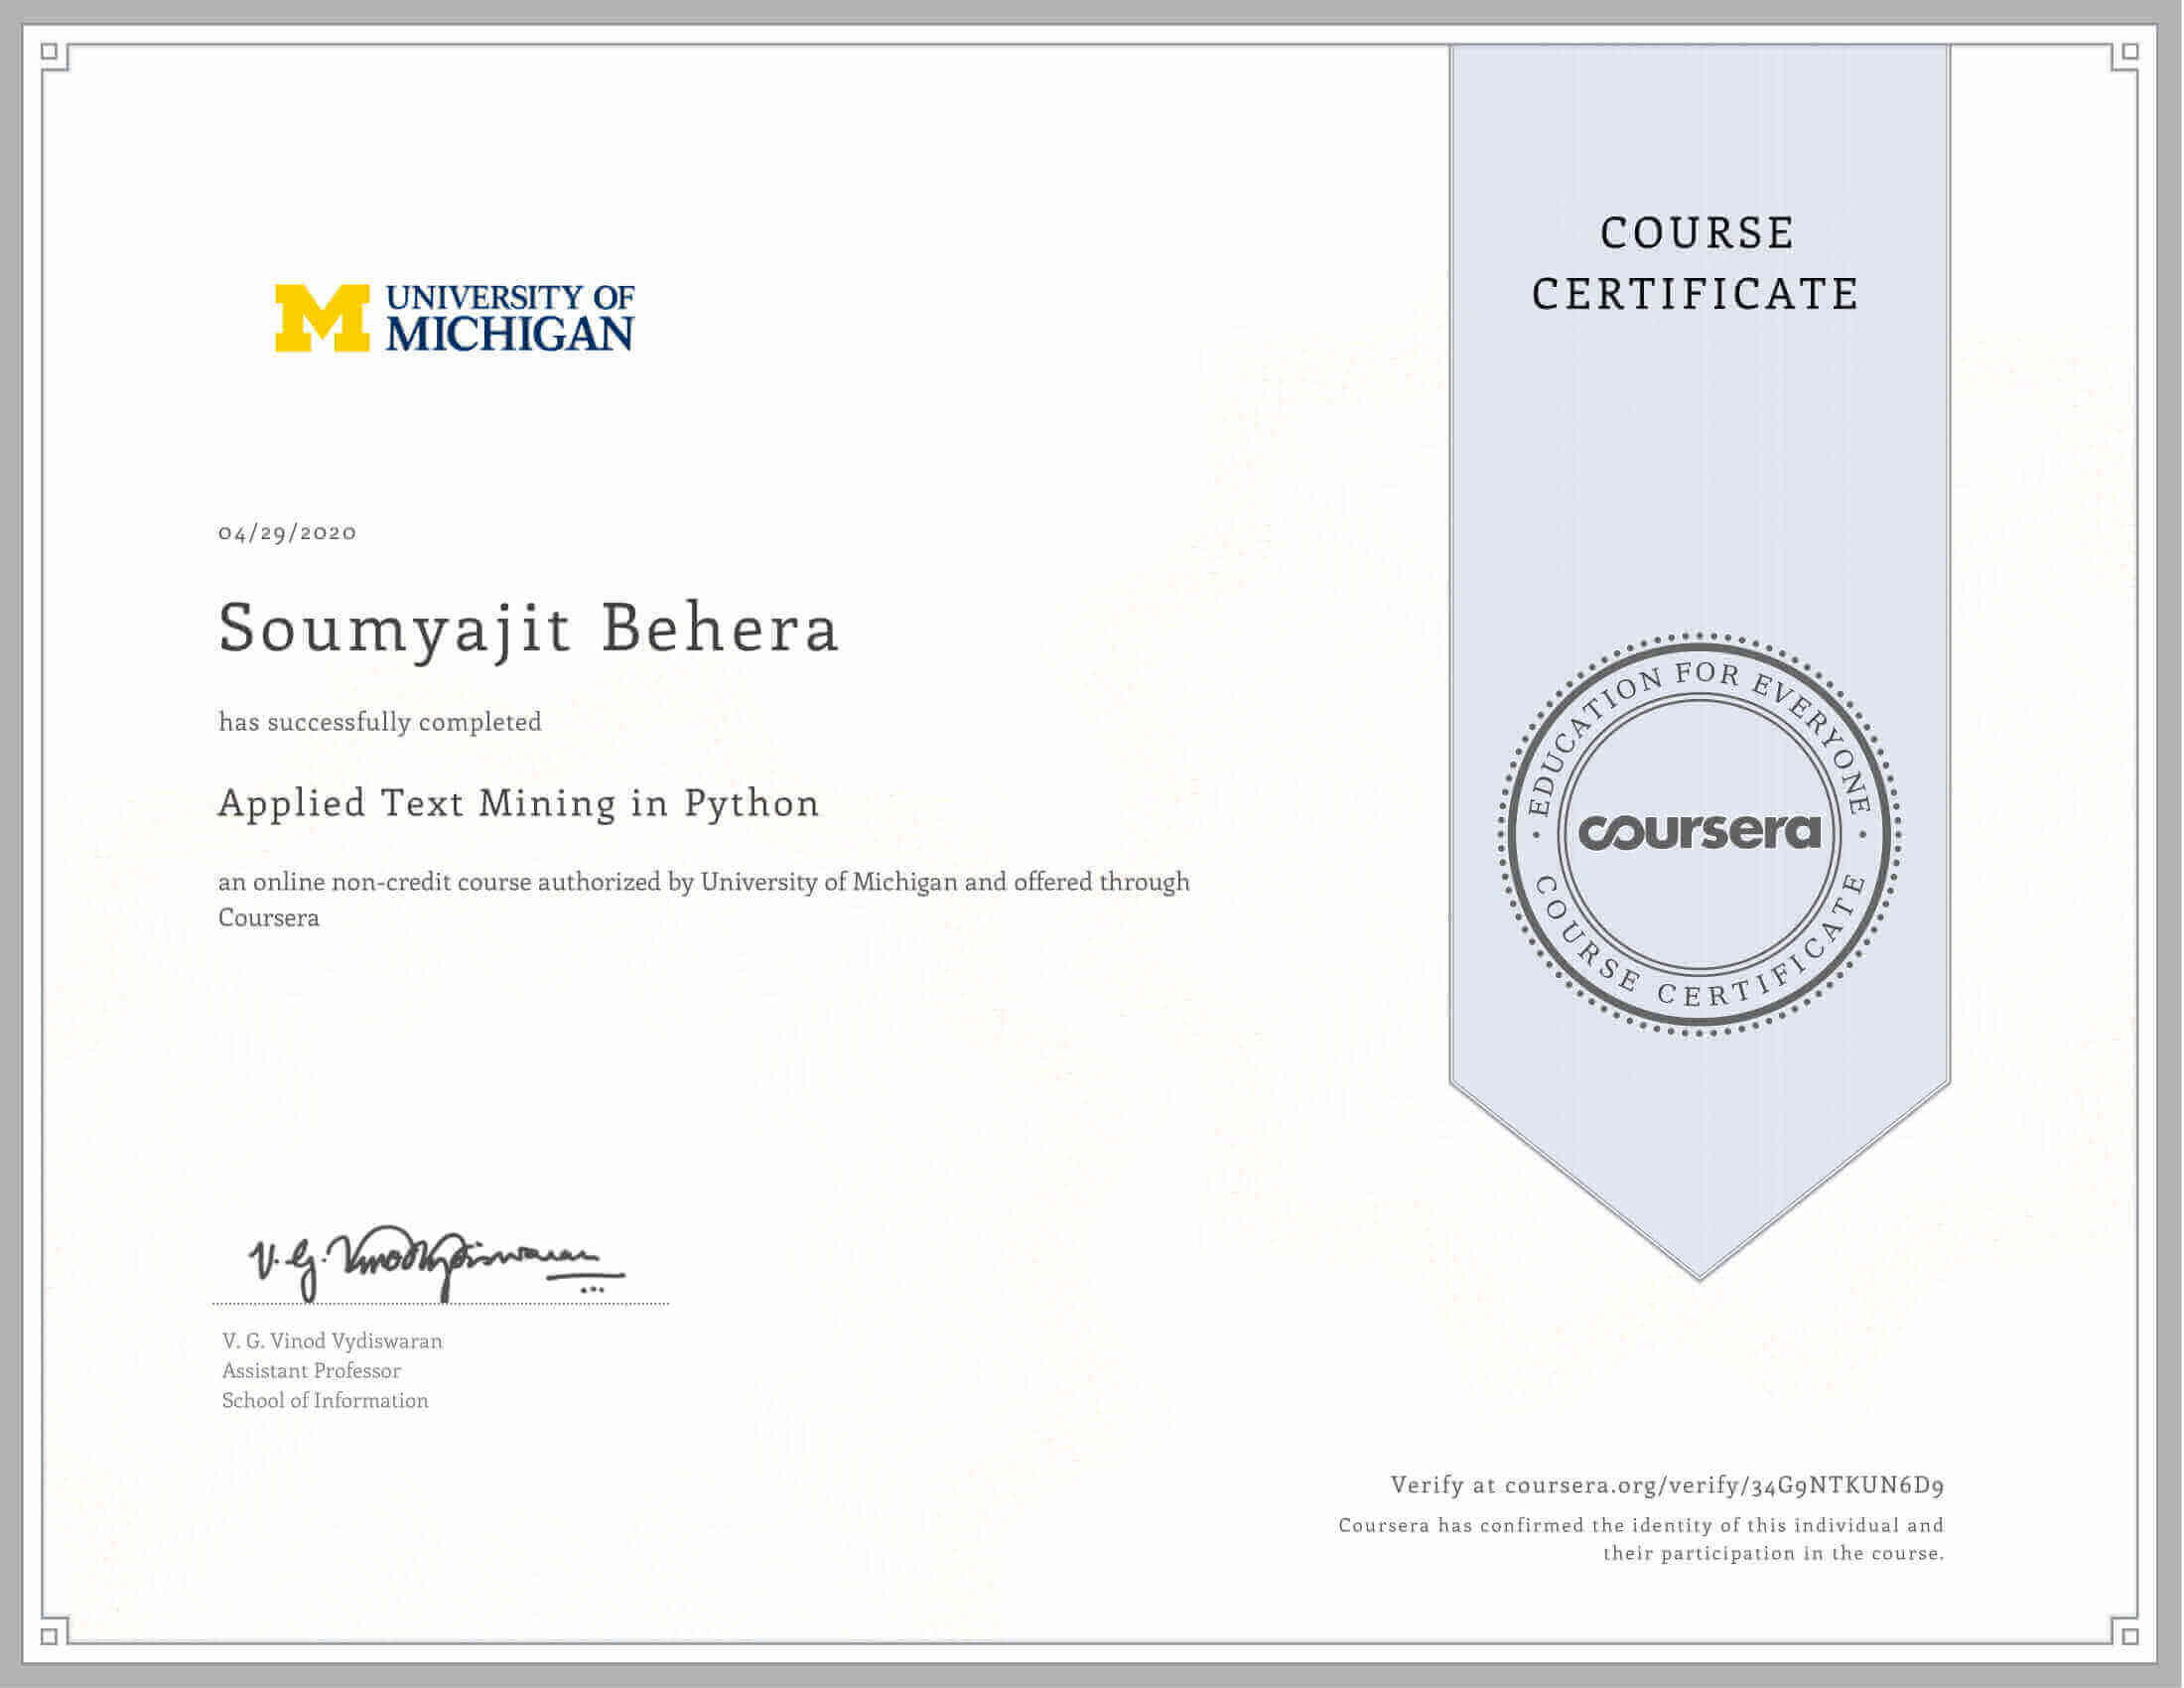 UNIVERSITY OF
MICHIGAN
04/29/2020
Soumyajit Behera
has successfully completed
Applied Text Mining in Python
an online non-credit course authorized by University of Michigan and offered through
Coursera
V. G. Vinod Vydiswaran
V. G. Vinod Vydiswaran
Assistant Professor
School of Information
COURSE
CERTIFICATE
EDUCATION FOR EVERYONE
coursera
COURSE CERTIFICATE
Verify at coursera.org/verify/34G9NTKUN6D9
Coursera has confirmed the identity of this individual and
their participation in the course.